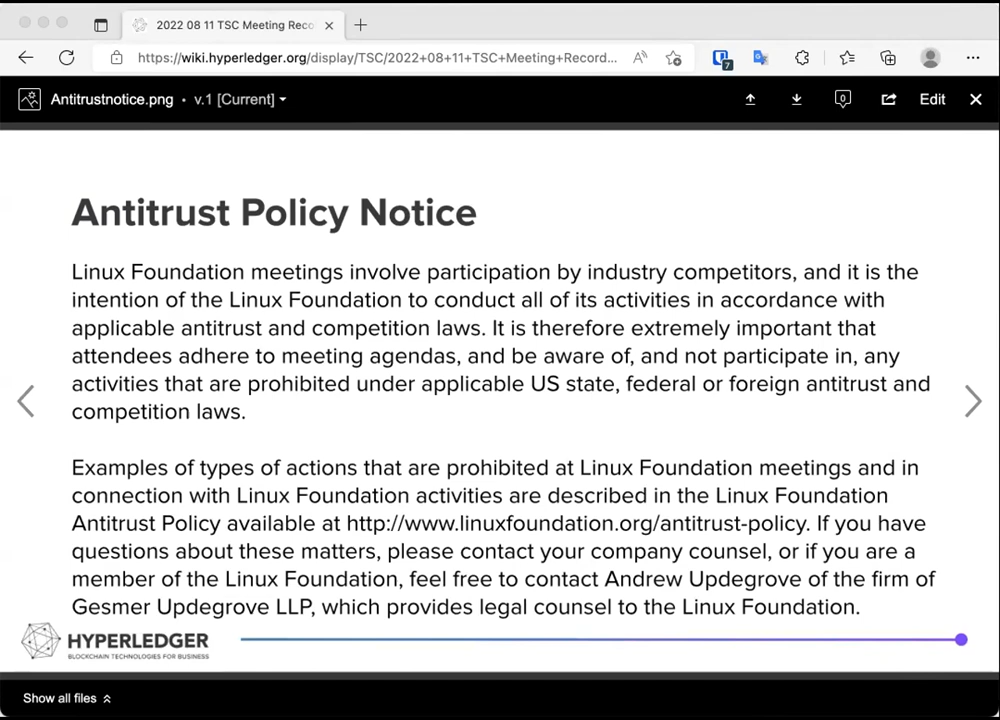 2022 08 11 TSC Meeting Reco
https://wiki.hyperledger.org/display/TSC/2022+08+11+TSC+Meeting+Record...
7
Antitrustnotice.png • v.1 [Current]
0
Edit
Antitrust Policy Notice
Linux Foundation meetings involve participation by industry competitors, and it is the
intention of the Linux Foundation to conduct all of its activities in accordance with
applicable antitrust and competition laws. It is therefore extremely important that
attendees adhere to meeting agendas, and be aware of, and not participate in, any
activities that are prohibited under applicable US state, federal or foreign antitrust and
competition laws.
Examples of types of actions that are prohibited at Linux Foundation meetings and in
connection with Linux Foundation activities are described in the Linux Foundation
Antitrust Policy available at http://www.linuxfoundation.org/antitrust-policy. If you have
questions about these matters, please contact your company counsel, or if you are a
member of the Linux Foundation, feel free to contact Andrew Updegrove of the firm of
Gesmer Updegrove LLP, which provides legal counsel to the Linux Foundation.
HYPERLEDGER
BLOCKCHAIN TECHNOLOGIES FOR BUSINESS
Show all files